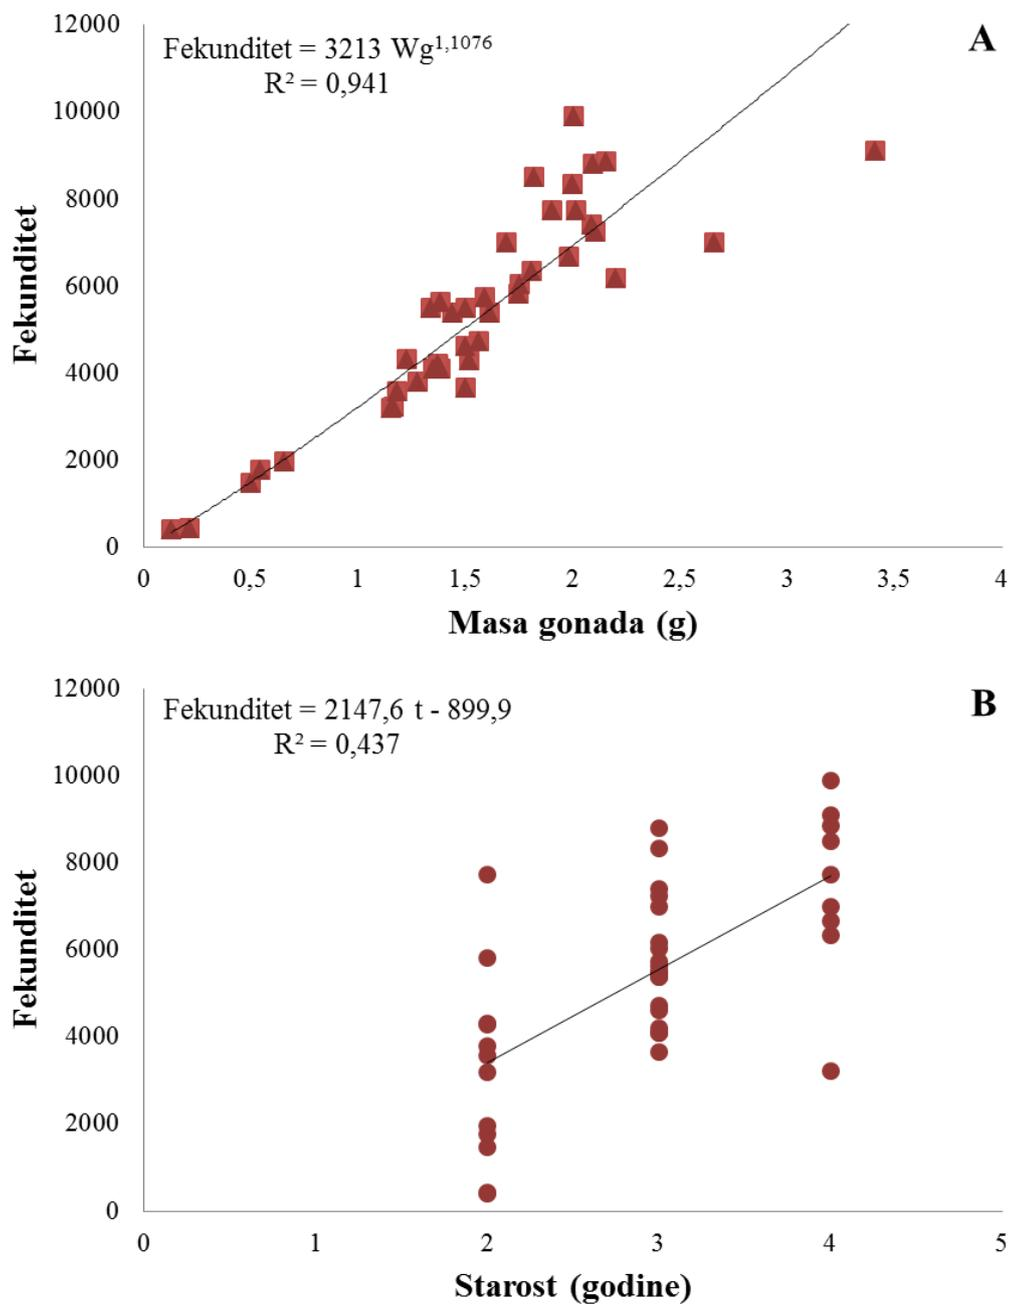 A
Fekunditet = 3213 Wg^1,1076
R² = 0,941
12000
10000
8000
6000
4000
2000
0
Fekunditet
0 0,5 1 1,5 2 2,5 3 3,5 4
Masa gonada (g)
B
Fekunditet = 2147,6 t - 899,9
R² = 0,437
12000
10000
8000
6000
4000
2000
0
Fekunditet
0 1 2 3 4 5
Starost (godine)